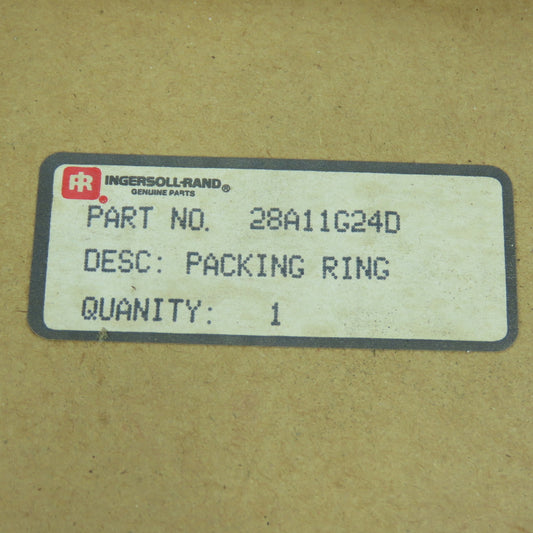 IR® INGERSOLL-RAND®
GENUINE PARTS
PART NO. 28A11G24D
DESC: PACKING RING
QUANITY: 1